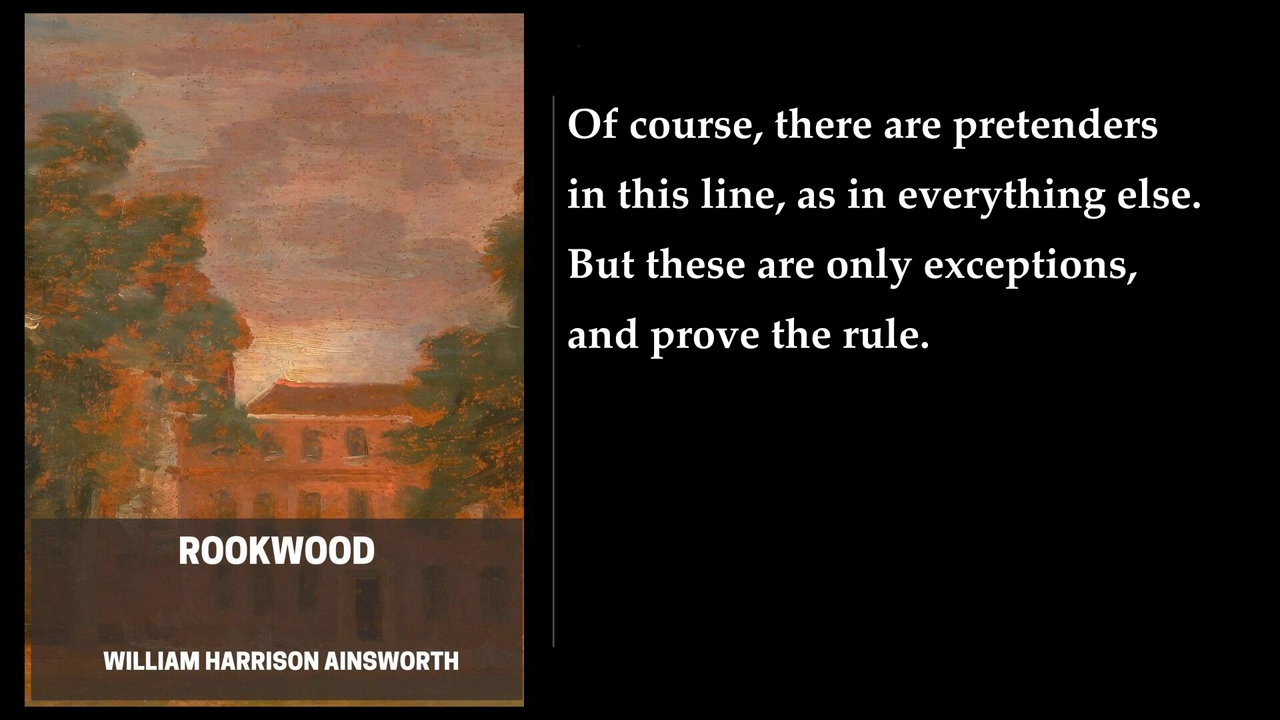 ROOKWOOD
WILLIAM HARRISON AINSWORTH
Of course, there are pretenders
in this line, as in everything else.
But these are only exceptions,
and prove the rule.